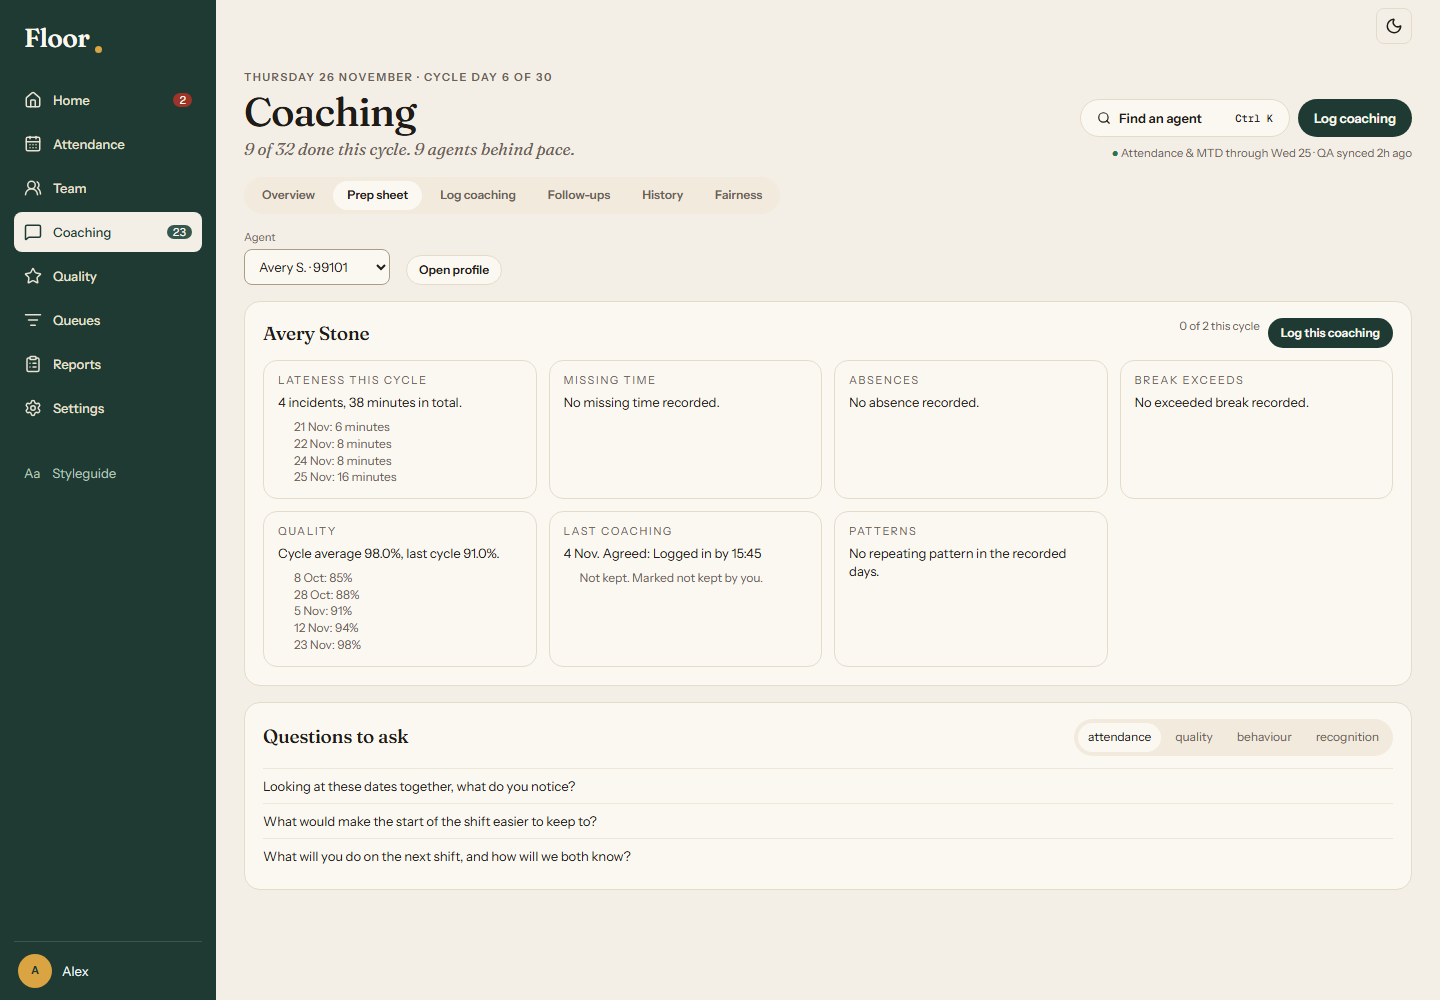 Floor.
Home 2
Attendance
Team
Coaching 23
Quality
Queues
Reports
Settings
Aa Styleguide
A Alex
THURSDAY 26 NOVEMBER · CYCLE DAY 6 OF 30
Coaching
9 of 32 done this cycle. 9 agents behind pace.
Find an agent Ctrl K
Log coaching
Attendance & MTD through Wed 25 · QA synced 2h ago
Overview Prep sheet Log coaching Follow-ups History Fairness
Agent
Avery S. · 99101
Open profile
Avery Stone
0 of 2 this cycle
Log this coaching
LATENESS THIS CYCLE
4 incidents, 38 minutes in total.
21 Nov: 6 minutes
22 Nov: 8 minutes
24 Nov: 8 minutes
25 Nov: 16 minutes
MISSING TIME
No missing time recorded.
ABSENCES
No absence recorded.
BREAK EXCEEDS
No exceeded break recorded.
QUALITY
Cycle average 98.0%, last cycle 91.0%.
8 Oct: 85%
28 Oct: 88%
5 Nov: 91%
12 Nov: 94%
23 Nov: 98%
LAST COACHING
4 Nov. Agreed: Logged in by 15:45
Not kept. Marked not kept by you.
PATTERNS
No repeating pattern in the recorded
days.
Questions to ask
attendance quality behaviour recognition
Looking at these dates together, what do you notice?
What would make the start of the shift easier to keep to?
What will you do on the next shift, and how will we both know?